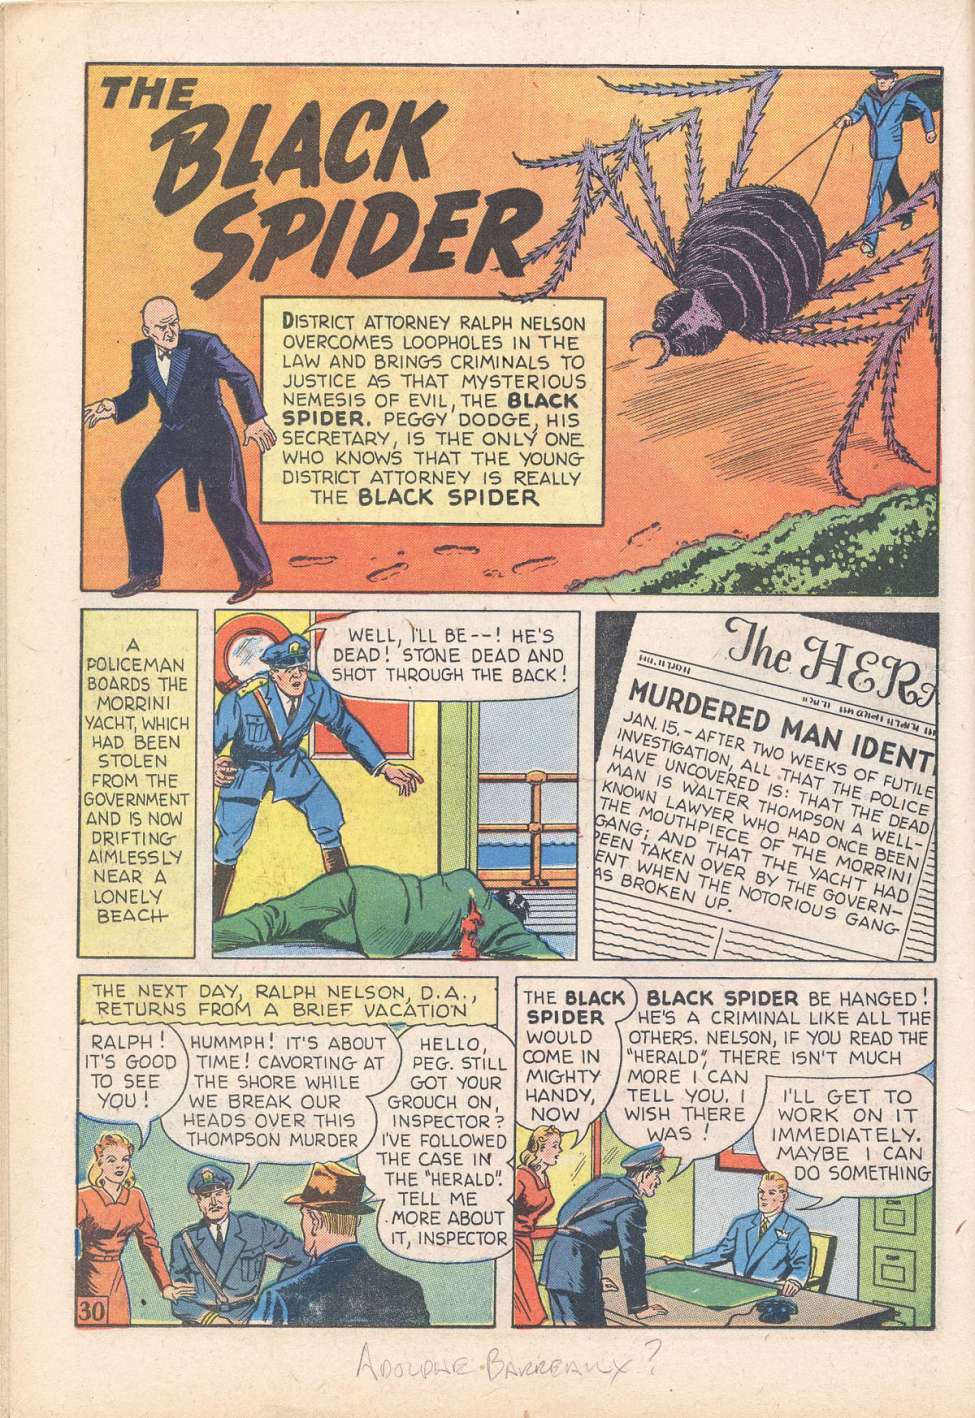 THE
BLACK
SPIDER
DISTRICT ATTORNEY RALPH NELSON
OVERCOMES LOOPHOLES IN THE
LAW AND BRINGS CRIMINALS TO
JUSTICE AS THAT MYSTERIOUS
NEMESIS OF EVIL, THE BLACK
SPIDER. PEGGY DODGE, HIS
SECRETARY, IS THE ONLY ONE
WHO KNOWS THAT THE YOUNG
DISTRICT ATTORNEY IS REALLY
THE BLACK SPIDER
A
POLICEMAN
BOARDS THE
MORRINI
YACHT, WHICH
HAD BEEN
STOLEN
FROM THE
GOVERNMENT
AND IS NOW
DRIFTING
AIMLESSLY
NEAR A
LONELY
BEACH-
WELL, I'LL BE--! HE'S
DEAD! STONE DEAD AND
SHOT THROUGH THE BACK!
The HERA
MURDERED MAN IDENTI
JAN. 15.- AFTER TWO WEEKS OF FUTILE
INVESTIGATION, ALL THAT THE POLICE
HAVE UNCOVERED IS: THAT THE DEAD
MAN IS WALTER THOMPSON A WELL-
KNOWN LAWYER WHO HAD ONCE BEEN
THE MOUTHPIECE OF THE MORRINI
GANG; AND THAT THE YACHT HAD
EEN TAKEN OVER BY THE GOVERN-
ENT WHEN THE NOTORIOUS GANG
AS BROKEN UP.
THE NEXT DAY, RALPH NELSON, D.A.,
RETURNS FROM A BRIEF VACATION
RALPH!
IT'S GOOD
TO SEE
YOU!
HUMMPH! IT'S ABOUT
TIME! CAVORTING AT
THE SHORE WHILE
WE BREAK OUR
HEADS OVER THIS
THOMPSON MURDER
HELLO,
PEG. STILL
GOT YOUR
GROUCH ON,
INSPECTOR?
I'VE FOLLOWED
THE CASE IN
THE "HERALD".
TELL ME
MORE ABOUT
IT, INSPECTOR
30
THE BLACK
SPIDER
WOULD
COME IN
MIGHTY
HANDY,
NOW
BLACK SPIDER BE HANGED!
HE'S A CRIMINAL LIKE ALL THE
OTHERS. NELSON, IF YOU READ THE
"HERALD", THERE ISN'T MUCH
MORE I CAN
TELL YOU. I
WISH THERE
WAS!
I'LL GET TO
WORK ON IT
IMMEDIATELY.
MAYBE I CAN
DO SOMETHING
ADOLPHE BARREAUX?